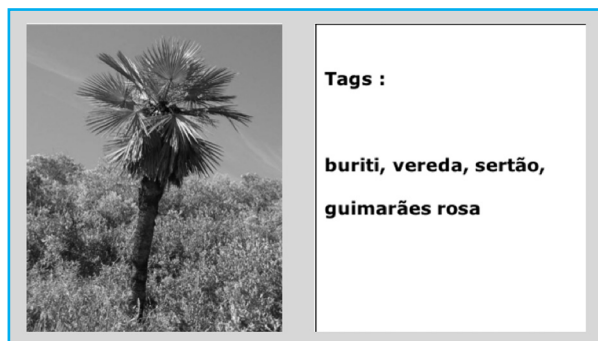 Tags :
buriti, vereda, sertão,
guimarães rosa